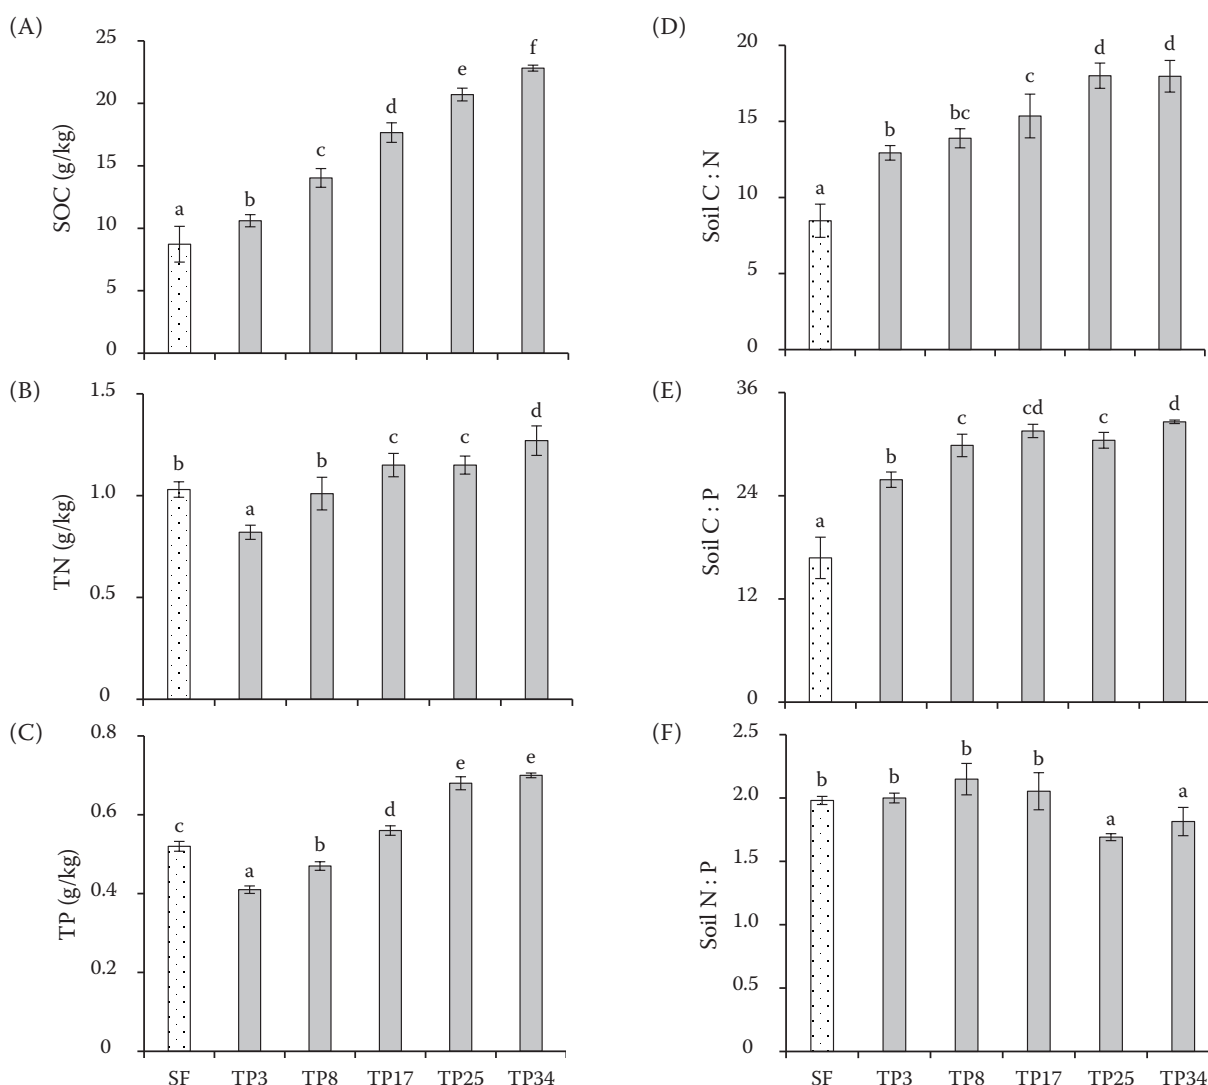 (A)
25
20
15
10
5
0
SOC (g/kg)
a
b
c
d
e
f
(B)
1.5
1.0
0.5
0
TN (g/kg)
b
a
b
c
c
d
(C)
0.8
0.6
0.4
0.2
0
TP (g/kg)
c
a
b
d
e
e
SF TP3 TP8 TP17 TP25 TP34
(D)
20
15
10
5
0
Soil C : N
a
b
bc
c
d
d
(E)
36
24
12
0
Soil C : P
a
b
c
cd
c
d
(F)
2.5
2.0
1.5
1.0
0.5
0
Soil N : P
b
b
b
b
a
a
SF TP3 TP8 TP17 TP25 TP34